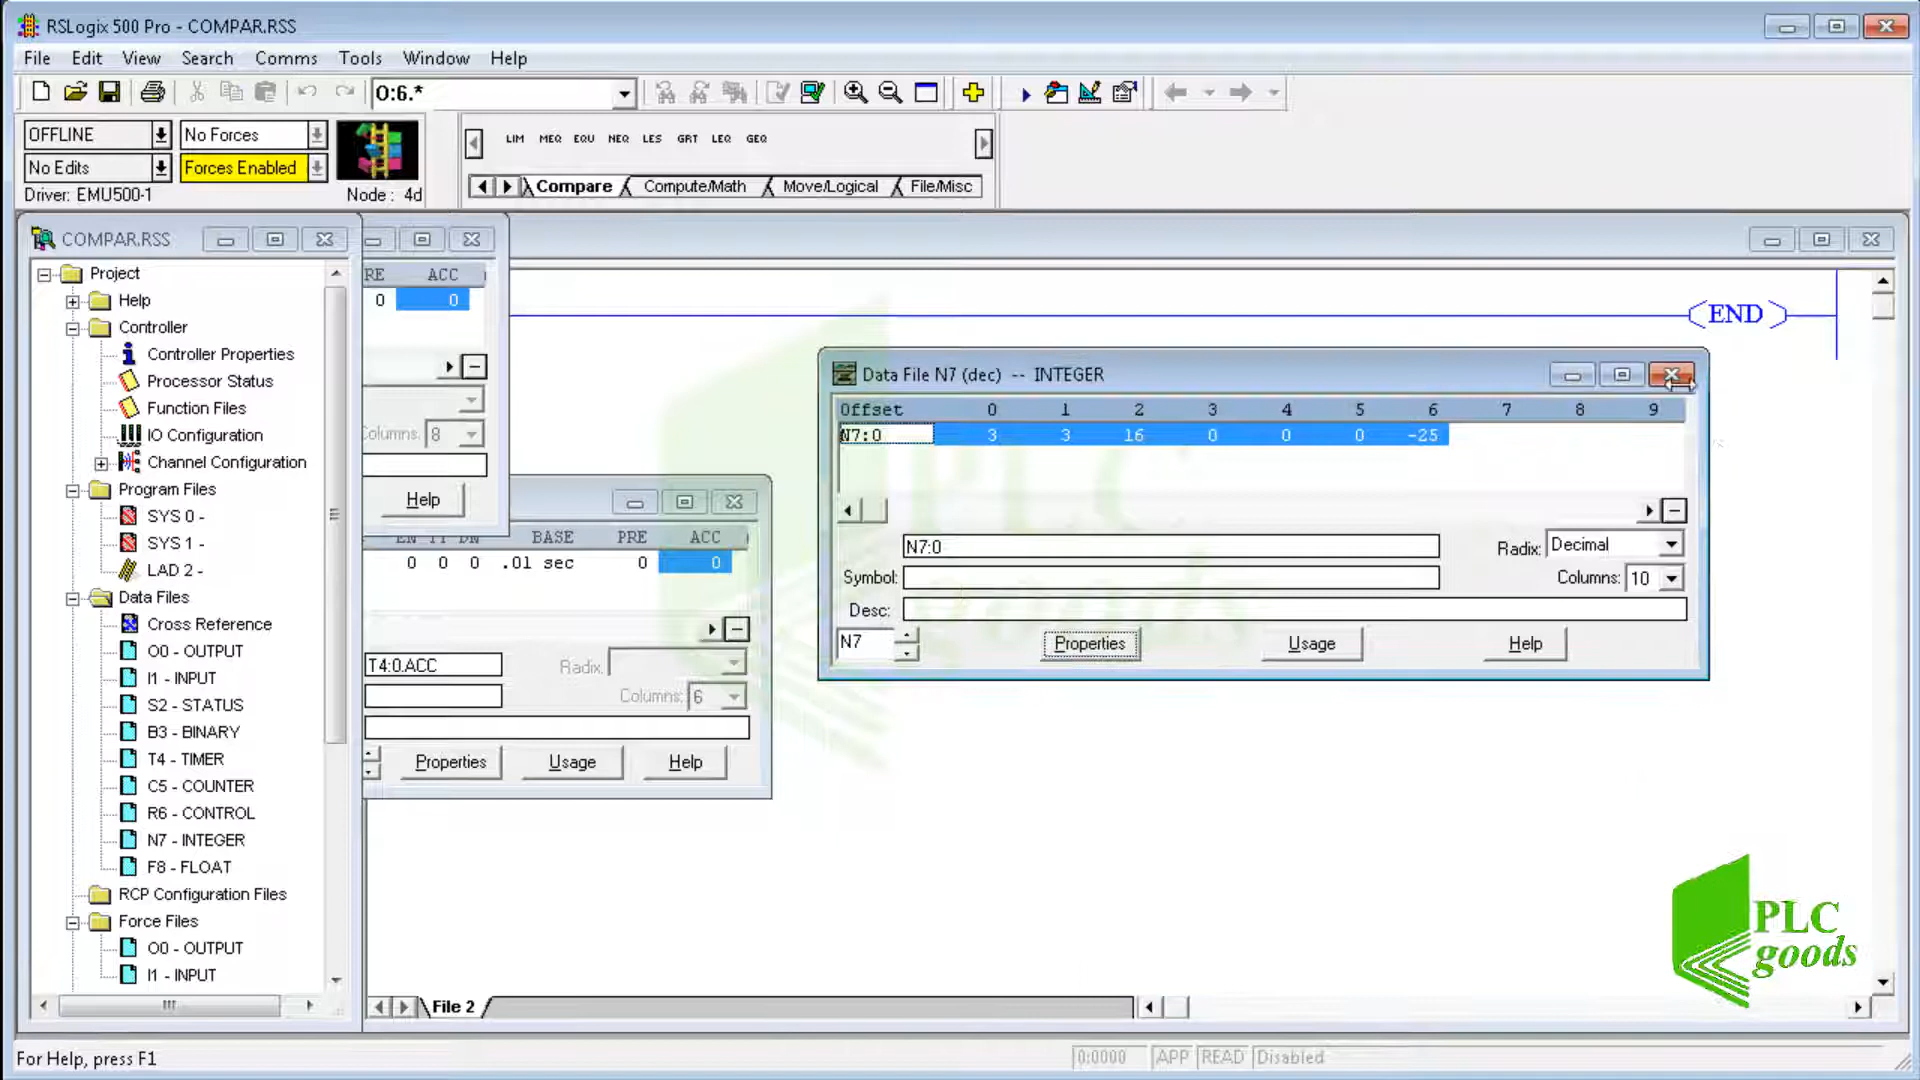 RSLogix 500 Pro - COMPAR.RSS
File Edit View Search Comms Tools Window Help
O:6.*
OFFLINE No Forces
No Edits Forces Enabled
Driver: EMU500-1 Node : 4d
LIM MEQ EQU NEQ LES GRT LEQ GEQ
Compare Compute/Math Move/Logical File/Misc
COMPAR.RSS
Project
Help
Controller
Controller Properties
Processor Status
Function Files
IO Configuration
Channel Configuration
Program Files
SYS 0 -
SYS 1 -
LAD 2 -
Data Files
Cross Reference
O0 - OUTPUT
I1 - INPUT
S2 - STATUS
B3 - BINARY
T4 - TIMER
C5 - COUNTER
R6 - CONTROL
N7 - INTEGER
F8 - FLOAT
RCP Configuration Files
Force Files
O0 - OUTPUT
I1 - INPUT
RE ACC
0 0
Columns: 8
Help
EN TT DN BASE PRE ACC
0 0 0 .01 sec 0 0
T4:0.ACC Radix:
Columns: 6
Properties Usage Help
END
Data File N7 (dec) -- INTEGER
Offset 0 1 2 3 4 5 6 7 8 9
N7:0 3 3 16 0 0 0 -25
N7:0 Radix: Decimal
Symbol: Columns: 10
Desc:
N7 Properties Usage Help
PLC
goods
PLC
goods
File 2
For Help, press F1 0:0000 APP READ Disabled